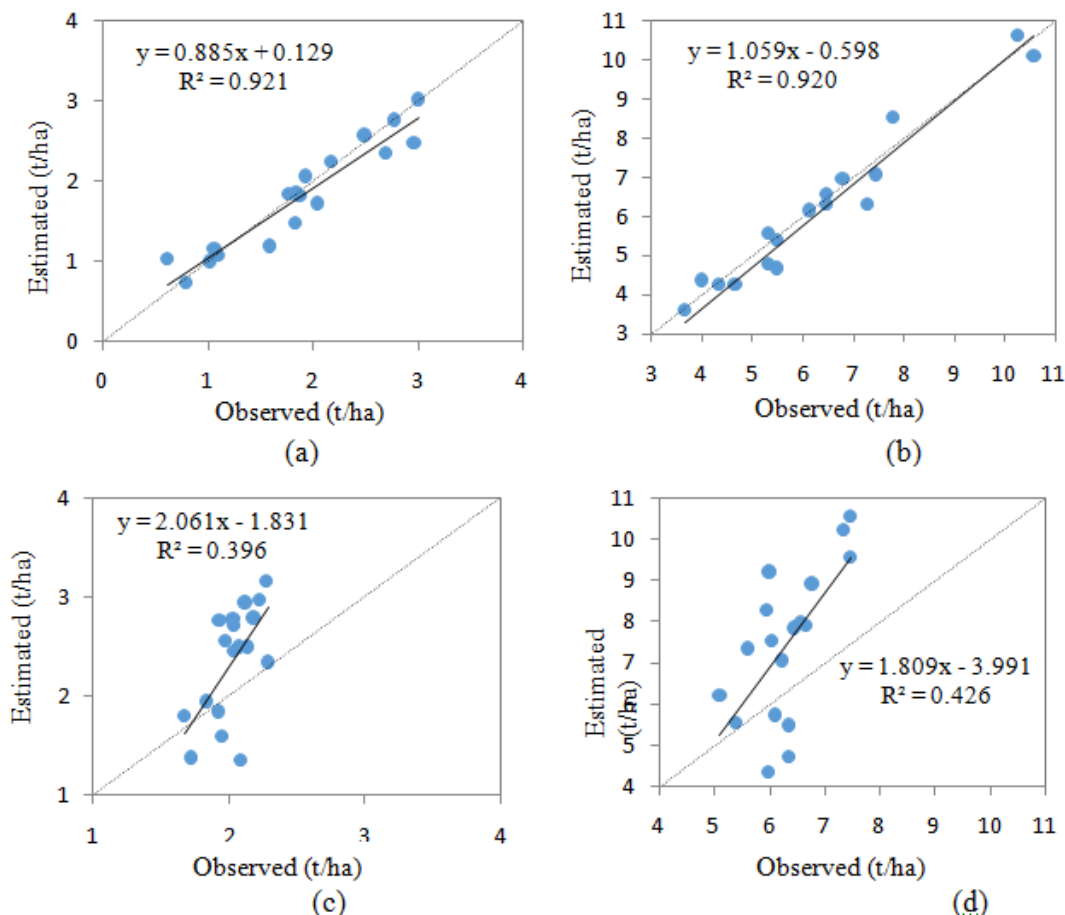 y = 0.885x + 0.129
R² = 0.921
Estimated (t/ha)
4
3
2
1
0
0 1 2 3 4
Observed (t/ha)
(a)
y = 1.059x - 0.598
R² = 0.920
Estimated (t/ha)
11
10
9
8
7
6
5
4
3
3 4 5 6 7 8 9 10 11
Observed (t/ha)
(b)
y = 2.061x - 1.831
R² = 0.396
Estimated (t/ha)
4
3
2
1
1 2 3 4
Observed (t/ha)
(c)
y = 1.809x - 3.991
R² = 0.426
Estimated
(t/ha)
11
10
9
8
7
6
5
4
4 5 6 7 8 9 10 11
Observed (t/ha)
(d)